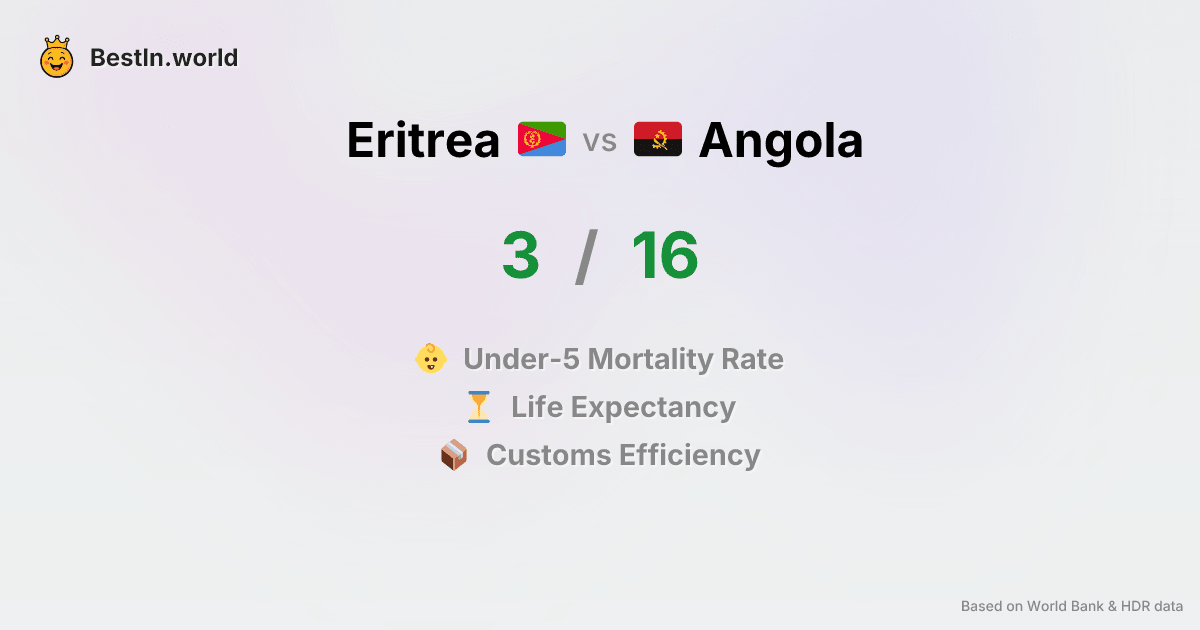 BestIn.world
Eritrea vs Angola
3 / 16
Under-5 Mortality Rate
Life Expectancy
Customs Efficiency
Based on World Bank & HDR data